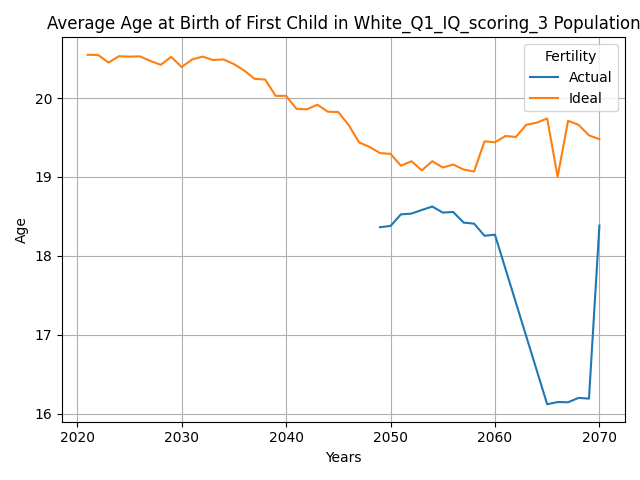 Average Age at Birth of First Child in White_Q1_IQ_scoring_3 Population
Fertility
Actual
Ideal
20
19
18
17
16
Age
2020
2030
2040
2050
2060
2070
Years